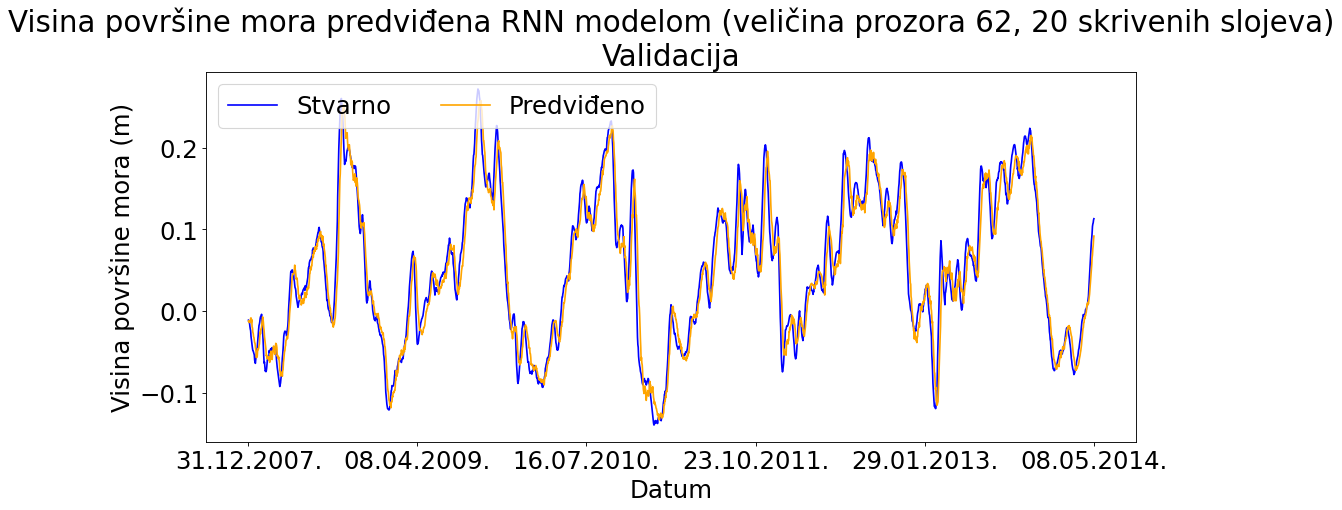 Visina površine mora predviđena RNN modelom (veličina prozora 62, 20 skrivenih slojeva)
Validacija
Stvarno Predviđeno
Visina površine mora (m)
0.2
0.1
0.0
−0.1
31.12.2007. 08.04.2009. 16.07.2010. 23.10.2011. 29.01.2013. 08.05.2014.
Datum